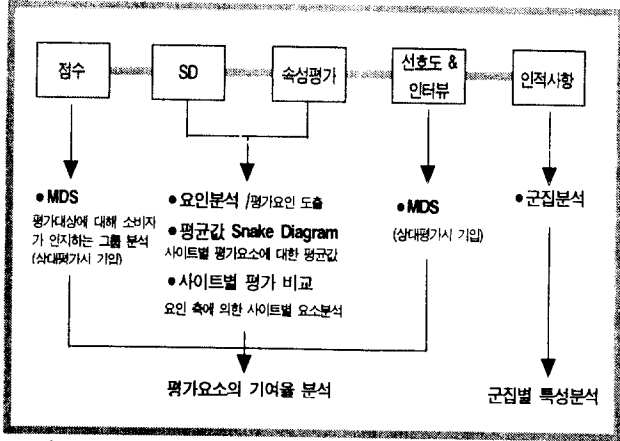 점수
SD
속성평가
선호도 &
인터뷰
인적사항
● MDS
평가대상에 대해 소비자
가 인지하는 그룹 분석
(상대평가시 기입)
● 요인분석 /평가요인 도출
● 평균값 Snake Diagram
사이트별 평가요소에 대한 평균값
● 사이트별 평가 비교
요인 축에 의한 사이트별 요소분석
● MDS
(상대평가시 기입)
● 군집분석
평가요소의 기여율 분석
군집별 특성분석